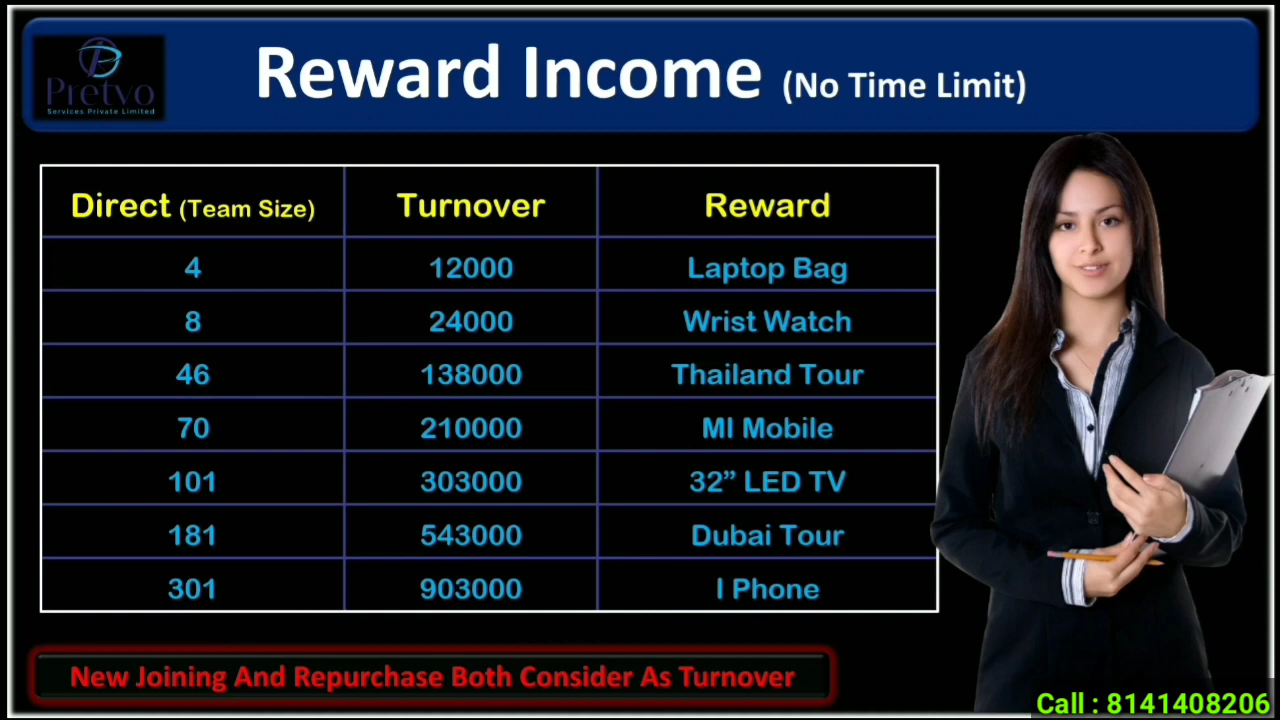 Pretvo
Services Private Limited
Reward Income (No Time Limit)
Direct (Team Size) Turnover Reward
4 12000 Laptop Bag
8 24000 Wrist Watch
46 138000 Thailand Tour
70 210000 MI Mobile
101 303000 32” LED TV
181 543000 Dubai Tour
301 903000 I Phone
New Joining And Repurchase Both Consider As Turnover
Call : 8141408206